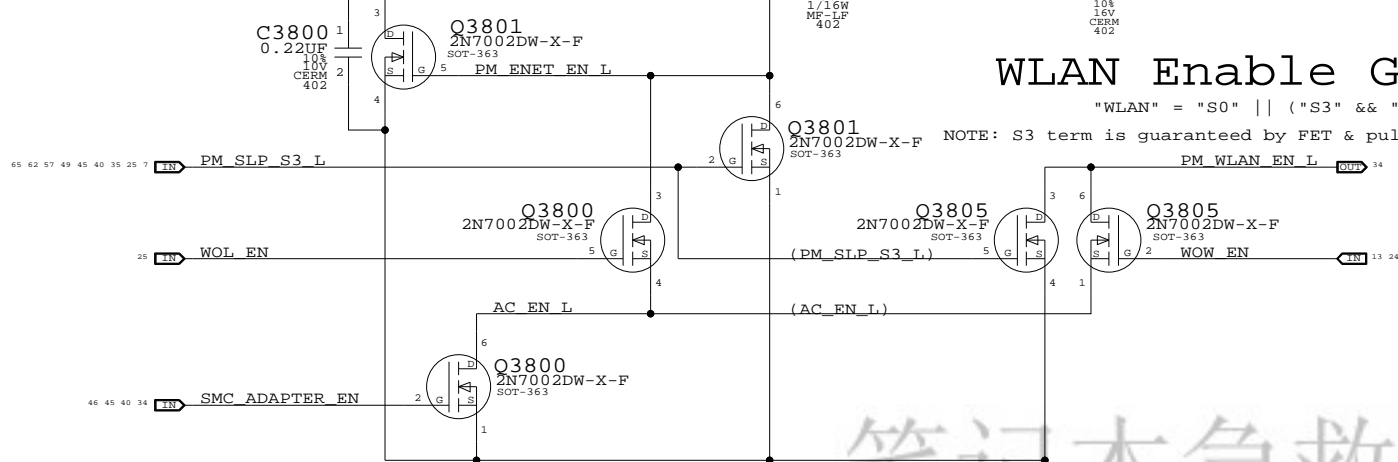 3
C3800
1
0.22UF
10%
10V
CERM
402
2
Q3801
2N7002DW-X-F
SOT-363
D
S
G
5
PM_ENET_EN_L
4
1/16W
MF-LF
402
10%
16V
CERM
402
WLAN Enable G
"WLAN" = "S0" || ("S3" && "
NOTE: S3 term is guaranteed by FET & pul
6
Q3801
2N7002DW-X-F
SOT-363
D
2
G
S
1
65 62 57 49 45 40 35 25 7
IN
PM_SLP_S3_L
PM_WLAN_EN_L
OUT
34
3
Q3800
2N7002DW-X-F
SOT-363
D
5
G
S
4
3
Q3805
2N7002DW-X-F
SOT-363
D
5
G
S
4
6
Q3805
2N7002DW-X-F
SOT-363
D
S
G
2
1
25
IN
WOL_EN
(PM_SLP_S3_L)
WOW_EN
IN
13 24
AC_EN_L
(AC_EN_L)
6
Q3800
2N7002DW-X-F
SOT-363
D
2
G
S
1
46 45 40 34
IN
SMC_ADAPTER_EN
笔记本急救